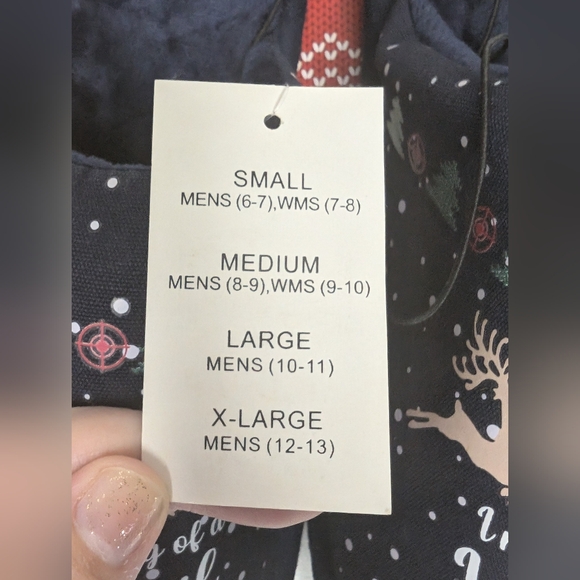 SMALL
MENS (6-7),WMS (7-8)
MEDIUM
MENS (8-9),WMS (9-10)
LARGE
MENS (10-11)
X-LARGE
MENS (12-13)
of